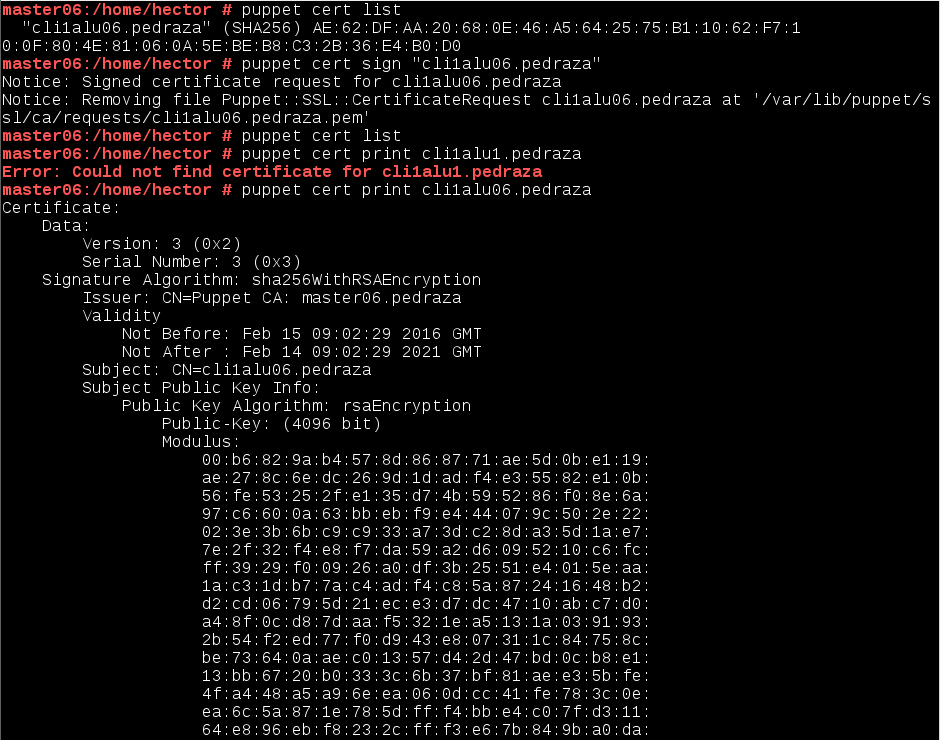 master06:/home/hector # puppet cert list
  "cli1alu06.pedraza" (SHA256) AE:62:DF:AA:20:68:0E:46:A5:64:25:75:B1:10:62:F7:1
0:0F:80:4E:81:06:0A:5E:BE:B8:C3:2B:36:E4:B0:D0
master06:/home/hector # puppet cert sign "cli1alu06.pedraza"
Notice: Signed certificate request for cli1alu06.pedraza
Notice: Removing file Puppet::SSL::CertificateRequest cli1alu06.pedraza at '/var/lib/puppet/s
sl/ca/requests/cli1alu06.pedraza.pem'
master06:/home/hector # puppet cert list
master06:/home/hector # puppet cert print cli1alu1.pedraza
Error: Could not find certificate for cli1alu1.pedraza
master06:/home/hector # puppet cert print cli1alu06.pedraza
Certificate:
    Data:
        Version: 3 (0x2)
        Serial Number: 3 (0x3)
    Signature Algorithm: sha256WithRSAEncryption
        Issuer: CN=Puppet CA: master06.pedraza
        Validity
            Not Before: Feb 15 09:02:29 2016 GMT
            Not After : Feb 14 09:02:29 2021 GMT
        Subject: CN=cli1alu06.pedraza
        Subject Public Key Info:
            Public Key Algorithm: rsaEncryption
                Public-Key: (4096 bit)
                Modulus:
                    00:b6:82:9a:b4:57:8d:86:87:71:ae:5d:0b:e1:19:
                    ae:27:8c:6e:dc:26:9d:1d:ad:f4:e3:55:82:e1:0b:
                    56:fe:53:25:2f:e1:35:d7:4b:59:52:86:f0:8e:6a:
                    97:c6:60:0a:63:bb:eb:f9:e4:44:07:9c:50:2e:22:
                    02:3e:3b:6b:c9:c9:33:a7:3d:c2:8d:a3:5d:1a:e7:
                    7e:2f:32:f4:e8:f7:da:59:a2:d6:09:52:10:c6:fc:
                    ff:39:29:f0:09:26:a0:df:3b:25:51:e4:01:5e:aa:
                    1a:c3:1d:b7:7a:c4:ad:f4:c8:5a:87:24:16:48:b2:
                    d2:cd:06:79:5d:21:ec:e3:d7:dc:47:10:ab:c7:d0:
                    a4:8f:0c:d8:7d:aa:f5:32:1e:a5:13:1a:03:91:93:
                    2b:54:f2:ed:77:f0:d9:43:e8:07:31:1c:84:75:8c:
                    be:73:64:0a:ae:c0:13:57:d4:2d:47:bd:0c:b8:e1:
                    13:bb:67:20:b0:33:3c:6b:37:bf:81:ae:e3:5b:fe:
                    4f:a4:48:a5:a9:6e:ea:06:0d:cc:41:fe:78:3c:0e:
                    ea:6c:5a:87:1e:78:5d:ff:f4:bb:e4:c0:7f:d3:11:
                    64:e8:96:eb:f8:23:2c:ff:f3:e6:7b:84:9b:a0:da: